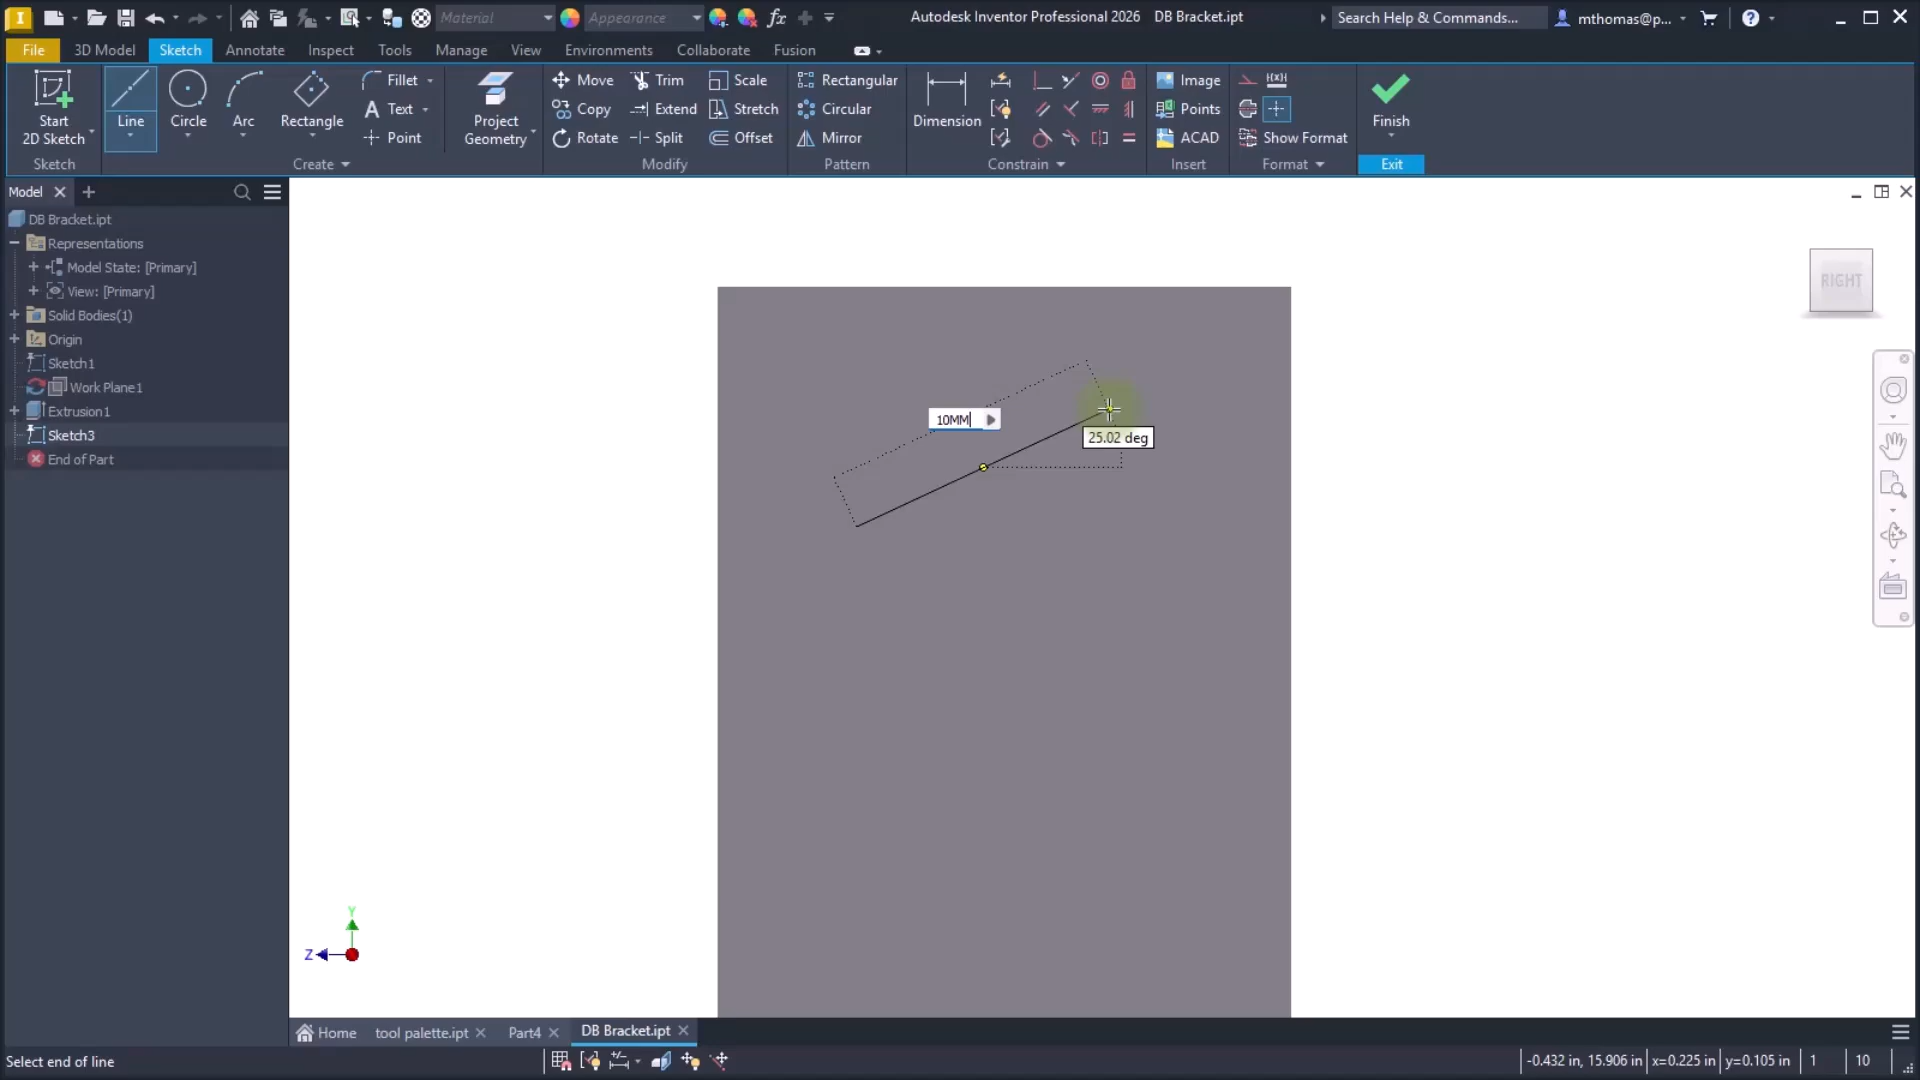 Material
Appearance
fx
Autodesk Inventor Professional 2026 DB Bracket.ipt
Search Help & Commands...
mthomas@p...
File
3D Model
Sketch
Annotate
Inspect
Tools
Manage
View
Environments
Collaborate
Fusion
Start
2D Sketch
Line
Circle
Arc
Rectangle
Fillet
Text
Point
Project
Geometry
Move
Copy
Rotate
Trim
Extend
Split
Scale
Stretch
Offset
Rectangular
Circular
Mirror
Dimension
Image
Points
ACAD
Show Format
Finish
Sketch
Create
Modify
Pattern
Constrain
Insert
Format
Exit
Model
DB Bracket.ipt
Representations
Model State: [Primary]
View: [Primary]
Solid Bodies(1)
Origin
Sketch1
Work Plane1
Extrusion1
Sketch3
End of Part
RIGHT
10MM
25.02 deg
Y
Z
Home
tool palette.ipt
Part4
DB Bracket.ipt
Select end of line
-0.432 in, 15.906 in
x=0.225 in
y=0.105 in
1
10